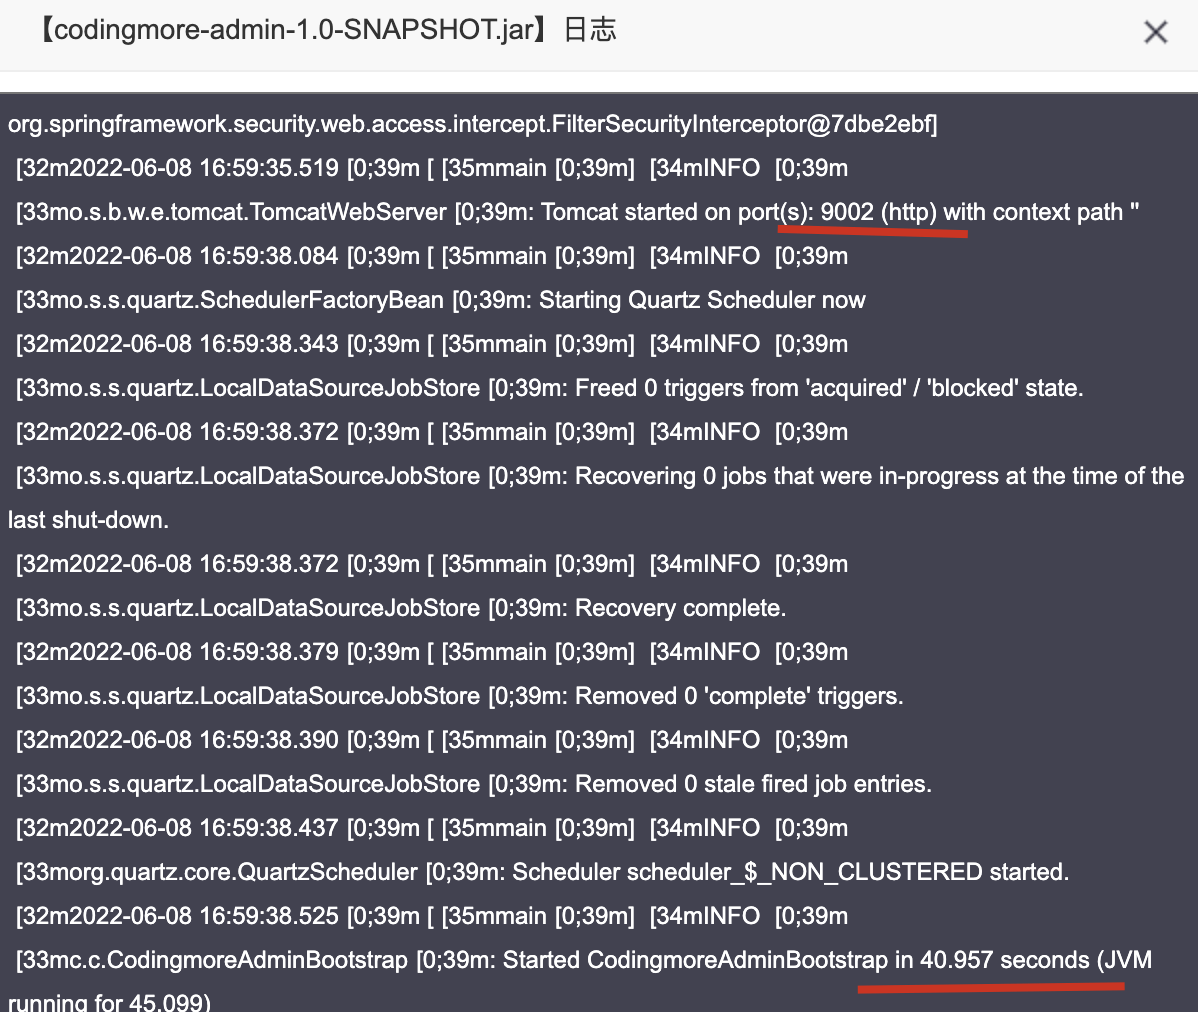 【codingmore-admin-1.0-SNAPSHOT.jar】日志
org.springframework.security.web.access.intercept.FilterSecurityInterceptor@7dbe2ebf]
[32m2022-06-08 16:59:35.519 [0;39m [ [35mmain [0;39m] [34mINFO [0;39m
[33mo.s.b.w.e.tomcat.TomcatWebServer [0;39m: Tomcat started on port(s): 9002 (http) with context path ''
[32m2022-06-08 16:59:38.084 [0;39m [ [35mmain [0;39m] [34mINFO [0;39m
[33mo.s.s.quartz.SchedulerFactoryBean [0;39m: Starting Quartz Scheduler now
[32m2022-06-08 16:59:38.343 [0;39m [ [35mmain [0;39m] [34mINFO [0;39m
[33mo.s.s.quartz.LocalDataSourceJobStore [0;39m: Freed 0 triggers from 'acquired' / 'blocked' state.
[32m2022-06-08 16:59:38.372 [0;39m [ [35mmain [0;39m] [34mINFO [0;39m
[33mo.s.s.quartz.LocalDataSourceJobStore [0;39m: Recovering 0 jobs that were in-progress at the time of the
last shut-down.
[32m2022-06-08 16:59:38.372 [0;39m [ [35mmain [0;39m] [34mINFO [0;39m
[33mo.s.s.quartz.LocalDataSourceJobStore [0;39m: Recovery complete.
[32m2022-06-08 16:59:38.379 [0;39m [ [35mmain [0;39m] [34mINFO [0;39m
[33mo.s.s.quartz.LocalDataSourceJobStore [0;39m: Removed 0 'complete' triggers.
[32m2022-06-08 16:59:38.390 [0;39m [ [35mmain [0;39m] [34mINFO [0;39m
[33mo.s.s.quartz.LocalDataSourceJobStore [0;39m: Removed 0 stale fired job entries.
[32m2022-06-08 16:59:38.437 [0;39m [ [35mmain [0;39m] [34mINFO [0;39m
[33morg.quartz.core.QuartzScheduler [0;39m: Scheduler scheduler_$_NON_CLUSTERED started.
[32m2022-06-08 16:59:38.525 [0;39m [ [35mmain [0;39m] [34mINFO [0;39m
[33mc.c.CodingmoreAdminBootstrap [0;39m: Started CodingmoreAdminBootstrap in 40.957 seconds (JVM
running for 45.099)